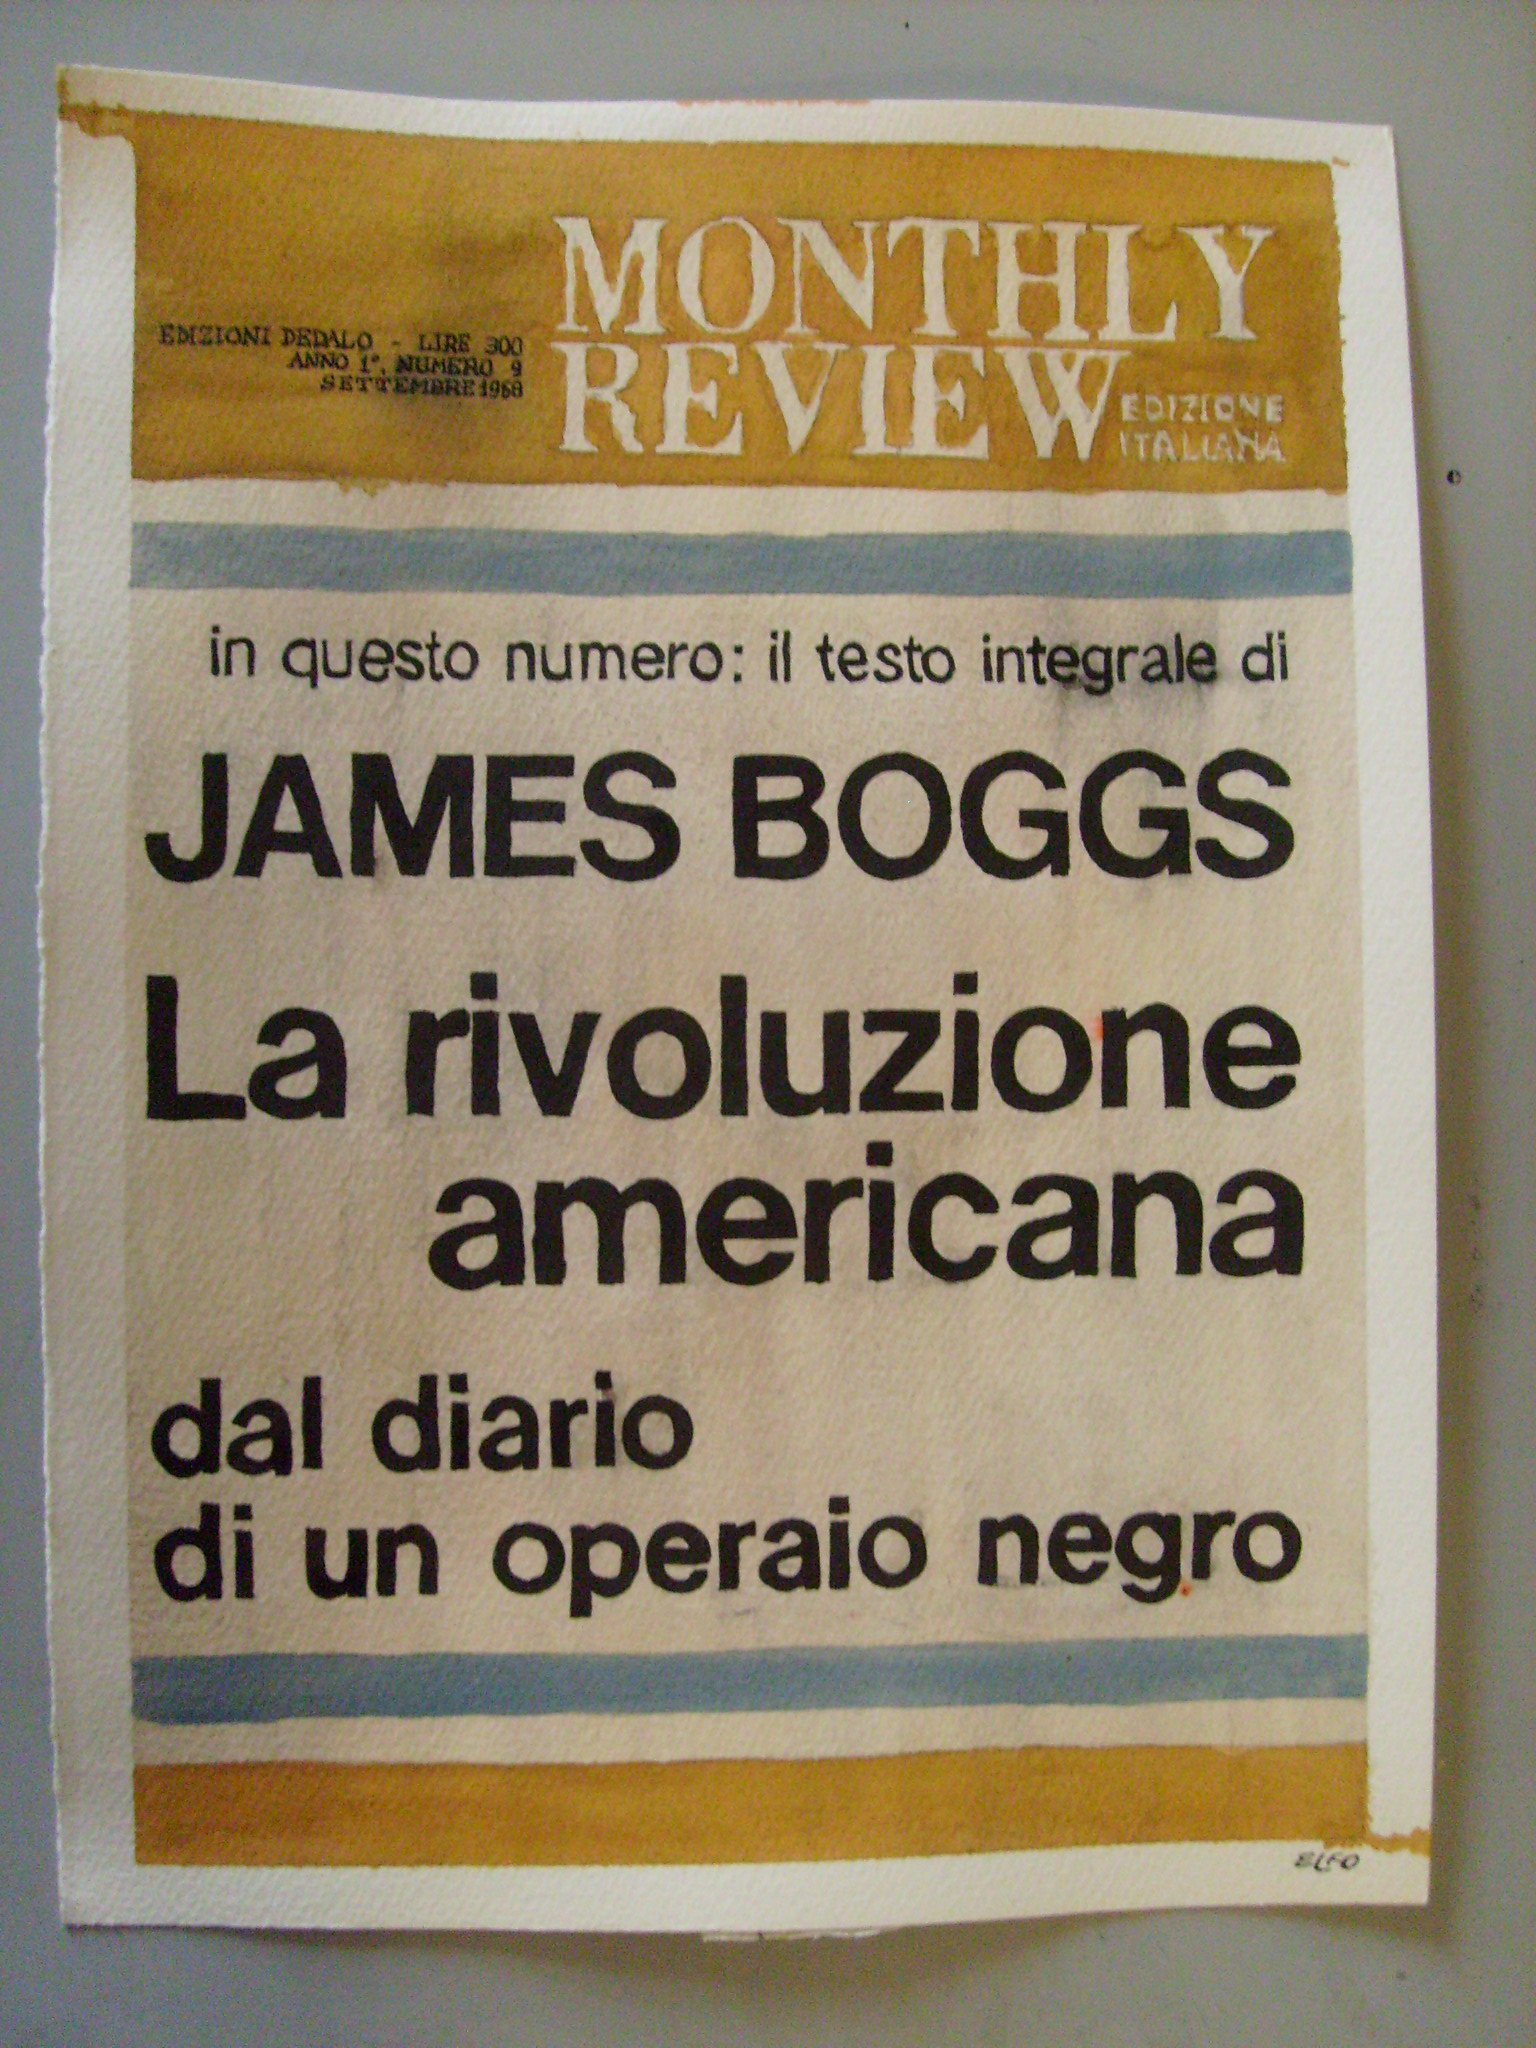 MONTHLY
REVIEW
EDIZIONE
ITALIANA
EDIZIONI DEDALO - LIRE 300
ANNO 1°, NUMERO 9
SETTEMBRE 1968
in questo numero: il testo integrale di
JAMES BOGGS
La rivoluzione
americana
dal diario
di un operaio negro
ELFO